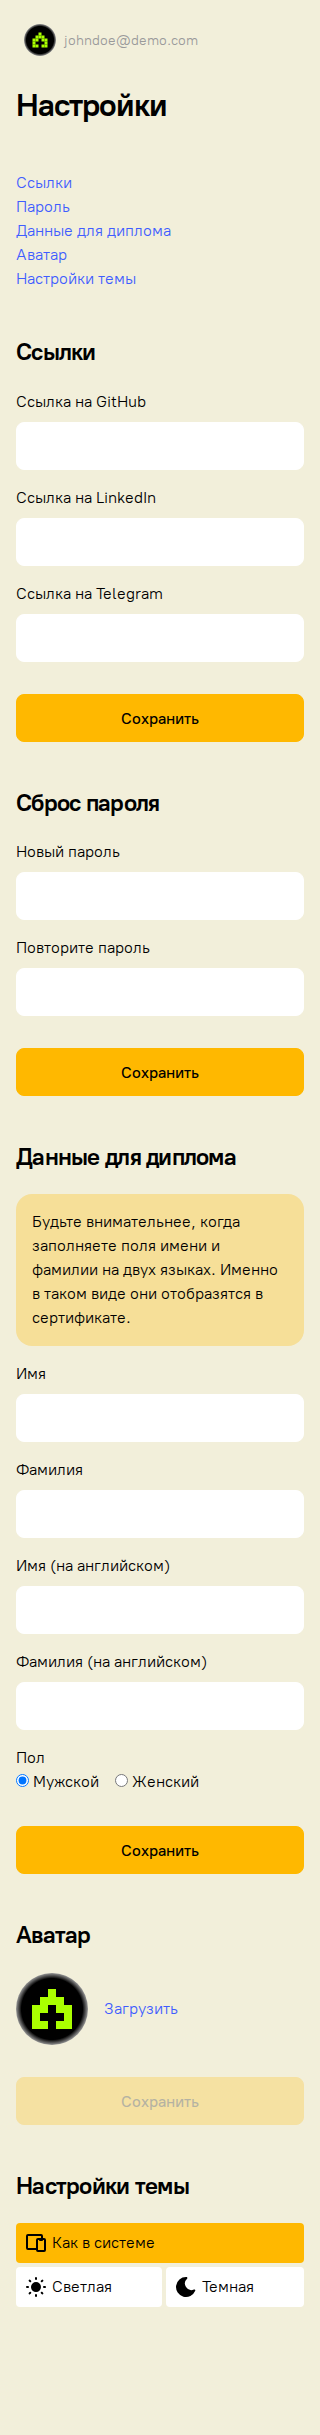 johndoe@demo.com
Настройки
Ссылки
Пароль
Данные для диплома
Аватар
Настройки темы
Ссылки
Ссылка на GitHub
Ссылка на LinkedIn
Ссылка на Telegram
Сохранить
Сброс пароля
Новый пароль
Повторите пароль
Сохранить
Данные для диплома
Будьте внимательнее, когда
заполняете поля имени и
фамилии на двух языках. Именно
в таком виде они отобразятся в
сертификате.
Имя
Фамилия
Имя (на английском)
Фамилия (на английском)
Пол
Мужской Женский
Сохранить
Аватар
Загрузить
Сохранить
Настройки темы
Как в системе
Светлая Темная